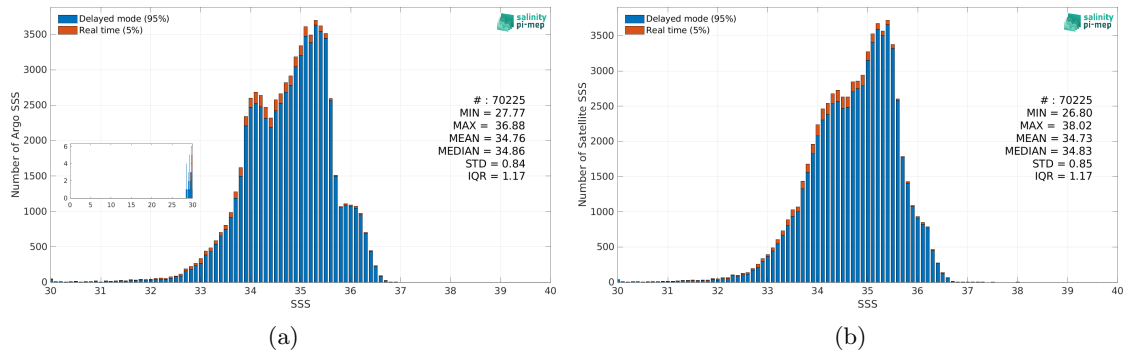 Delayed mode (95%)
Real time (5%)
salinity
pi-mep
# : 70225
MIN = 27.77
MAX = 36.88
MEAN = 34.76
MEDIAN = 34.86
STD = 0.84
IQR = 1.17
Number of Argo SSS
3500
3000
2500
2000
1500
1000
500
0
6
4
2
0
0 5 10 15 20 25 30
30 31 32 33 34 35 36 37 38 39 40
SSS
(a)
Delayed mode (95%)
Real time (5%)
salinity
pi-mep
# : 70225
MIN = 26.80
MAX = 38.02
MEAN = 34.73
MEDIAN = 34.83
STD = 0.85
IQR = 1.17
Number of Satellite SSS
3500
3000
2500
2000
1500
1000
500
0
30 31 32 33 34 35 36 37 38 39 40
SSS
(b)